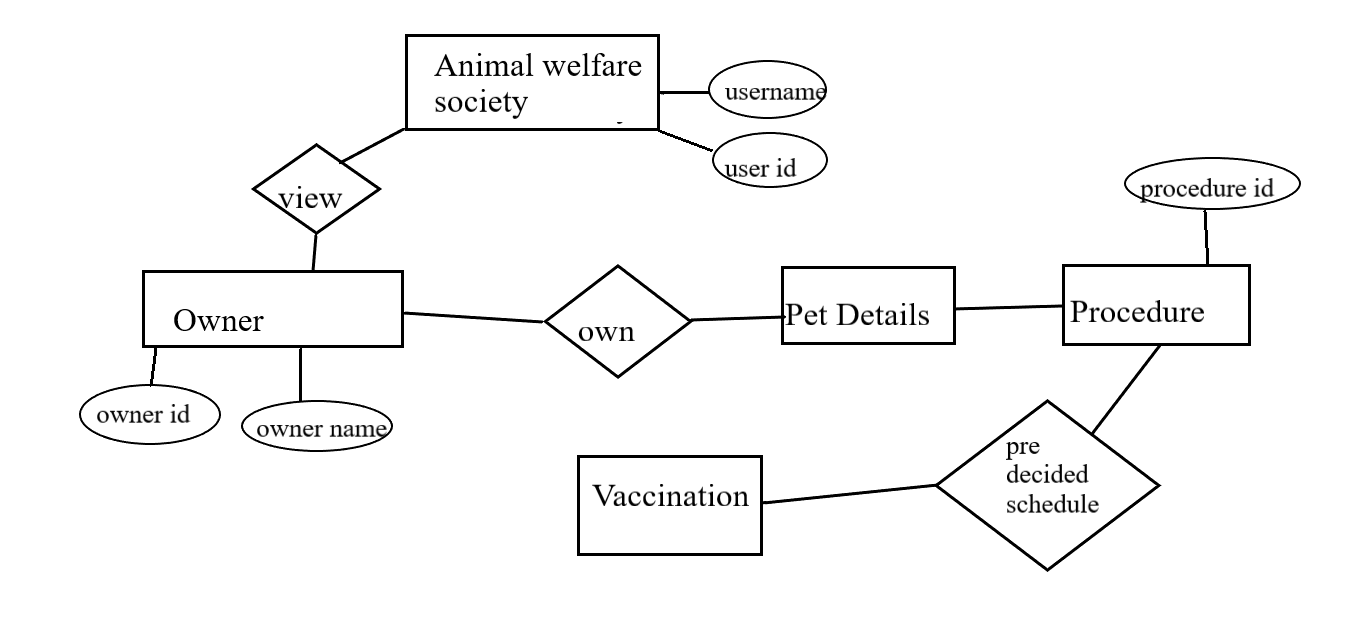 Animal welfare
society
username
user id
view
procedure id
Owner
own
Pet Details
Procedure
owner id
owner name
Vaccination
pre
decided
schedule